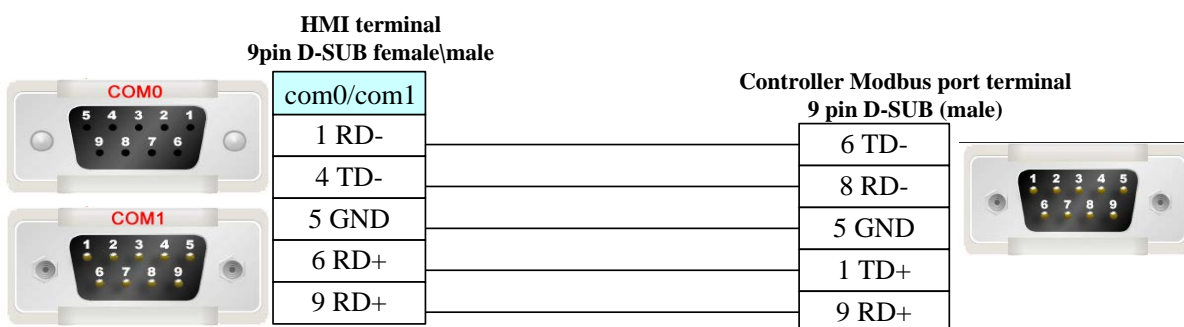 HMI terminal
9pin D-SUB female\male
COM0
5 4 3 2 1
9 8 7 6
COM1
1 2 3 4 5
6 7 8 9
com0/com1
1 RD-
4 TD-
5 GND
6 RD+
9 RD+
Controller Modbus port terminal
9 pin D-SUB (male)
6 TD-
8 RD-
5 GND
1 TD+
9 RD+
1 2 3 4 5
6 7 8 9